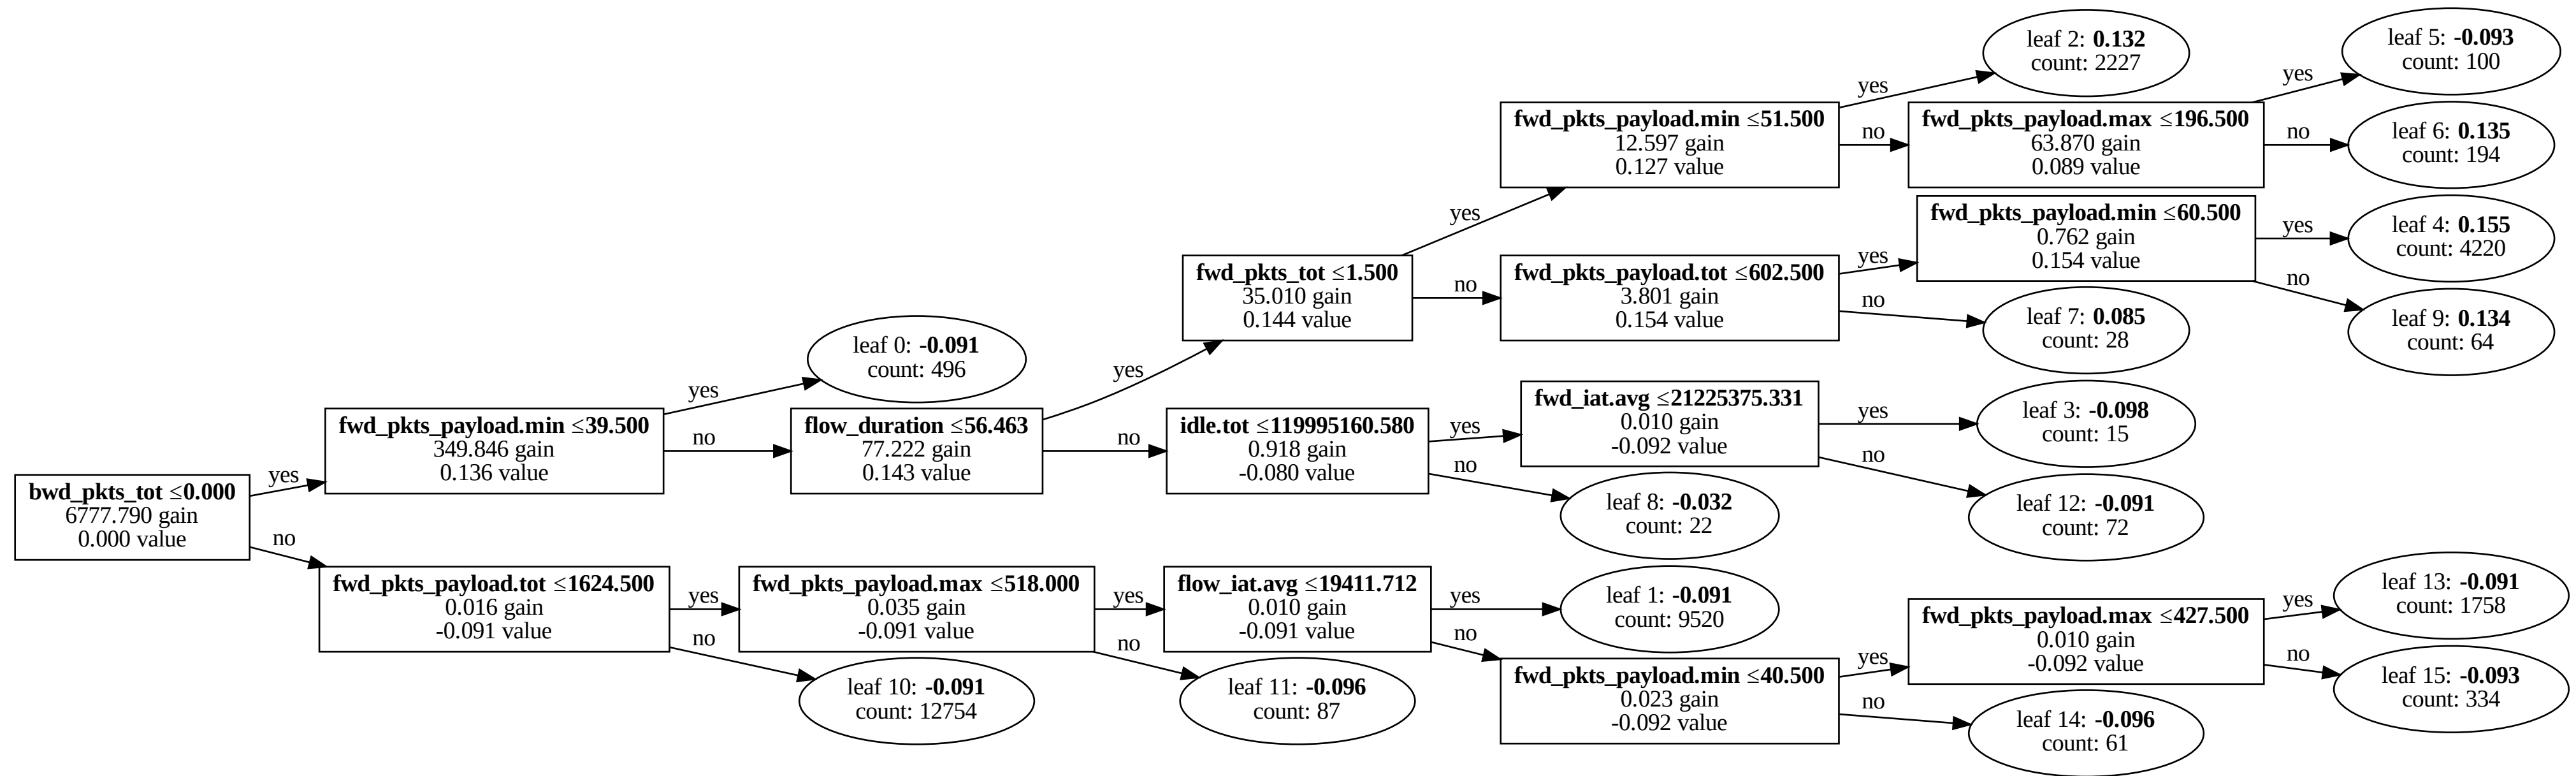 bwd_pkts_tot ≤0.000
6777.790 gain
0.000 value
yes
no
fwd_pkts_payload.min ≤39.500
349.846 gain
0.136 value
yes
no
fwd_pkts_payload.tot ≤1624.500
0.016 gain
-0.091 value
yes
no
leaf 0: -0.091
count: 496
flow_duration ≤56.463
77.222 gain
0.143 value
yes
no
fwd_pkts_payload.max ≤518.000
0.035 gain
-0.091 value
yes
no
leaf 10: -0.091
count: 12754
fwd_pkts_tot ≤1.500
35.010 gain
0.144 value
yes
no
idle.tot ≤119995160.580
0.918 gain
-0.080 value
yes
no
flow_iat.avg ≤19411.712
0.010 gain
-0.091 value
yes
no
leaf 11: -0.096
count: 87
fwd_pkts_payload.min ≤51.500
12.597 gain
0.127 value
yes
no
fwd_pkts_payload.tot ≤602.500
3.801 gain
0.154 value
yes
no
fwd_iat.avg ≤21225375.331
0.010 gain
-0.092 value
yes
no
leaf 8: -0.032
count: 22
leaf 1: -0.091
count: 9520
fwd_pkts_payload.min ≤40.500
0.023 gain
-0.092 value
yes
no
leaf 2: 0.132
count: 2227
fwd_pkts_payload.max ≤196.500
63.870 gain
0.089 value
yes
no
fwd_pkts_payload.min ≤60.500
0.762 gain
0.154 value
yes
no
leaf 7: 0.085
count: 28
leaf 3: -0.098
count: 15
leaf 12: -0.091
count: 72
fwd_pkts_payload.max ≤427.500
0.010 gain
-0.092 value
yes
no
leaf 14: -0.096
count: 61
leaf 5: -0.093
count: 100
leaf 6: 0.135
count: 194
leaf 4: 0.155
count: 4220
leaf 9: 0.134
count: 64
leaf 13: -0.091
count: 1758
leaf 15: -0.093
count: 334